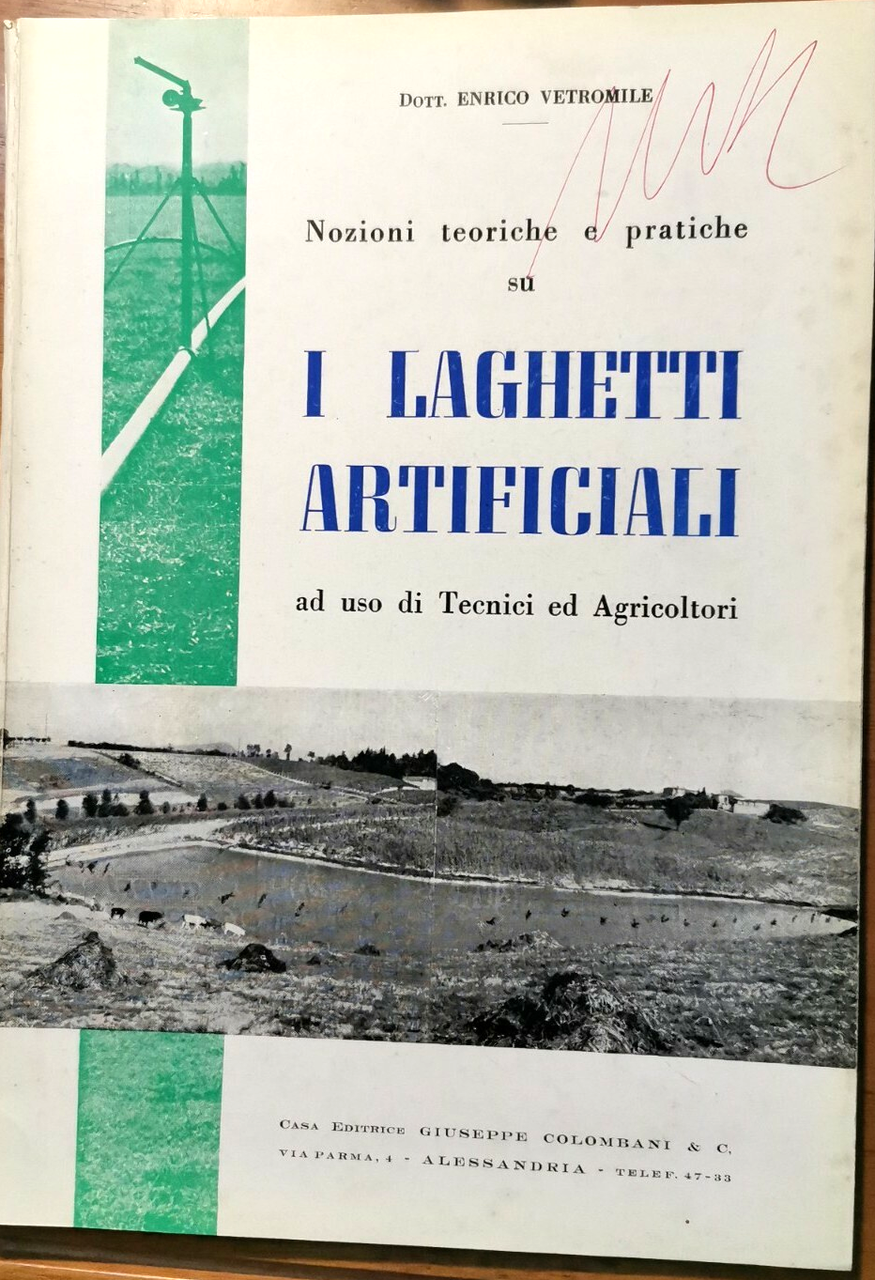 Dott. ENRICO VETROMILE
Nozioni teoriche e pratiche
su
I LAGHETTI
ARTIFICIALI
ad uso di Tecnici ed Agricoltori
Casa Editrice GIUSEPPE COLOMBANI & C,
VIA PARMA, 4 - ALESSANDRIA - TELEF. 47-33